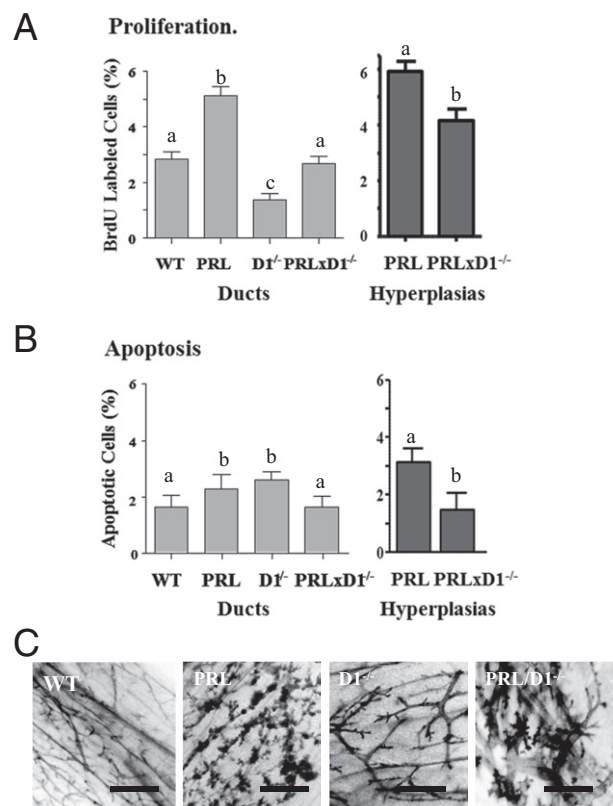 A
Proliferation.
BrdU Labeled Cells (%)
6
4
2
0
a
b
c
a
WT PRL D1-/- PRLxD1-/-
Ducts
6
4
2
0
a
b
PRL PRLxD1-/-
Hyperplasias
B
Apoptosis
Apoptotic Cells (%)
6
4
2
0
a
b
b
a
WT PRL D1-/- PRLxD1-/-
Ducts
6
4
2
0
a
b
PRL PRLxD1-/-
Hyperplasias
C
WT PRL D1-/- PRL/D1-/-